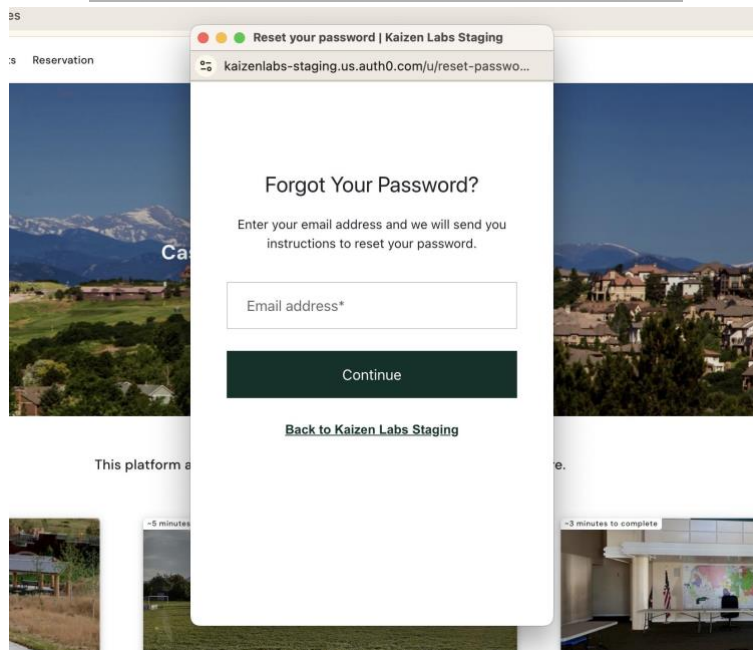 es
Reset your password | Kaizen Labs Staging
kaizenlabs-staging.us.auth0.com/u/reset-passwo...
ts Reservation
Forgot Your Password?
Enter your email address and we will send you
instructions to reset your password.
Ca
Email address*
Continue
Back to Kaizen Labs Staging
This platform a
e.
~5 minutes
~3 minutes to complete